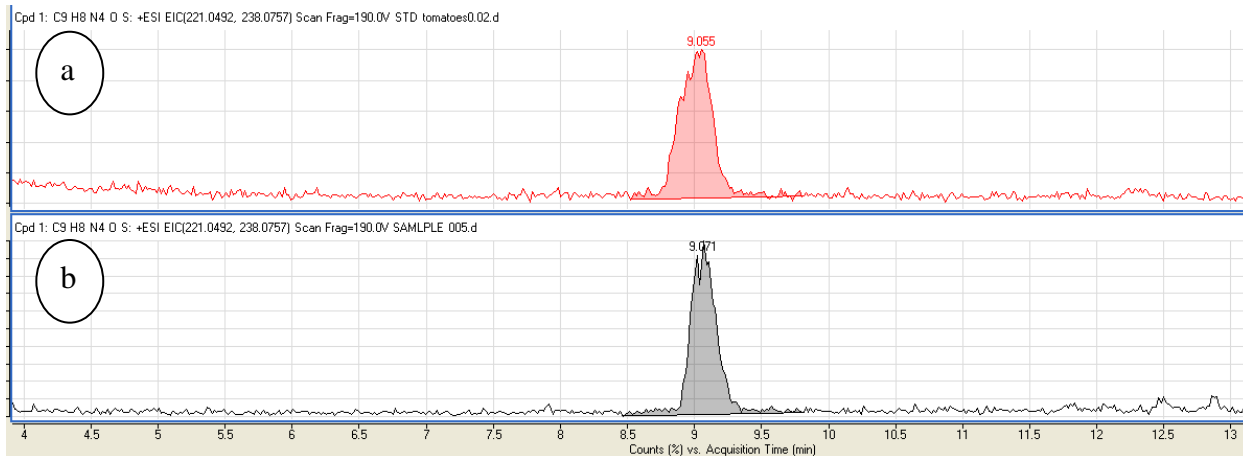 Cpd 1: C9 H8 N4 O S: +ESI EIC(221.0492, 238.0757) Scan Frag=190.0V STD tomatoes0.02.d
a
9.055
Cpd 1: C9 H8 N4 O S: +ESI EIC(221.0492, 238.0757) Scan Frag=190.0V SAMLPLE 005.d
b
9.071
4 4.5 5 5.5 6 6.5 7 7.5 8 8.5 9 9.5 10 10.5 11 11.5 12 12.5 13
Counts (%) vs. Acquisition Time (min)